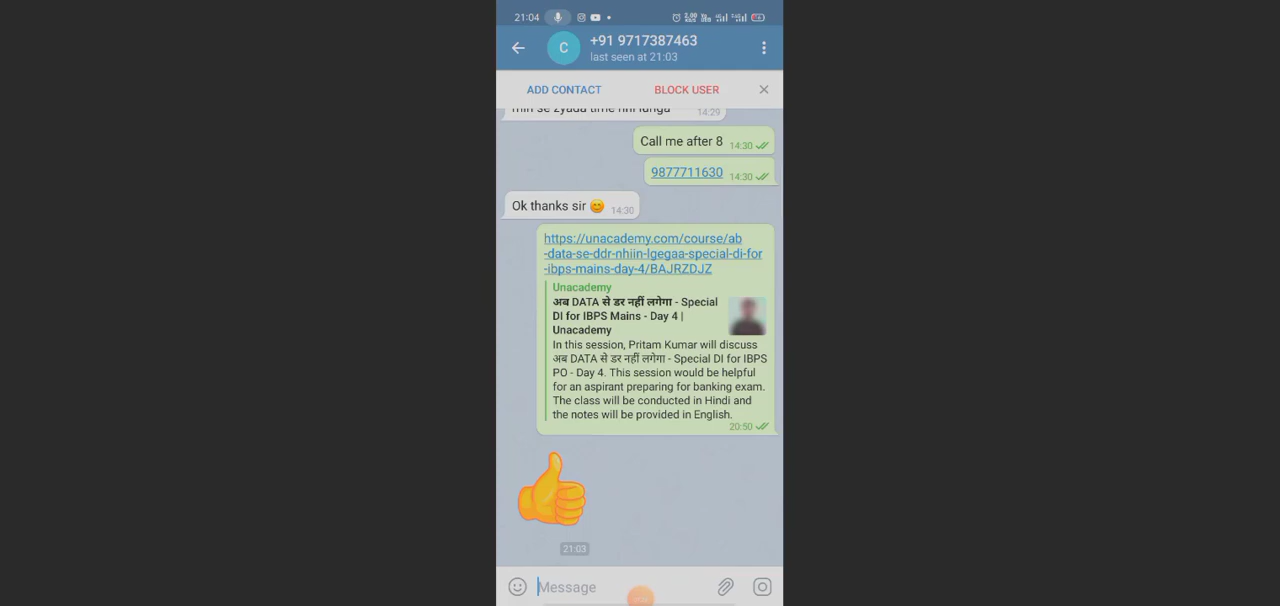 21:04
+91 9717387463
last seen at 21:03
ADD CONTACT BLOCK USER
14:29
Call me after 8 14:30
9877711630 14:30
Ok thanks sir 14:30
https://unacademy.com/course/ab
-data-se-ddr-nhiin-lgegaa-special-di-for
-ibps-mains-day-4/BAJRZDJZ
Unacademy
अब DATA से डर नहीं लगेगा - Special
DI for IBPS Mains - Day 4 |
Unacademy
In this session, Pritam Kumar will discuss
अब DATA से डर नहीं लगेगा - Special DI for IBPS
PO - Day 4. This session would be helpful
for an aspirant preparing for banking exam.
The class will be conducted in Hindi and
the notes will be provided in English.
20:50
21:03
Message